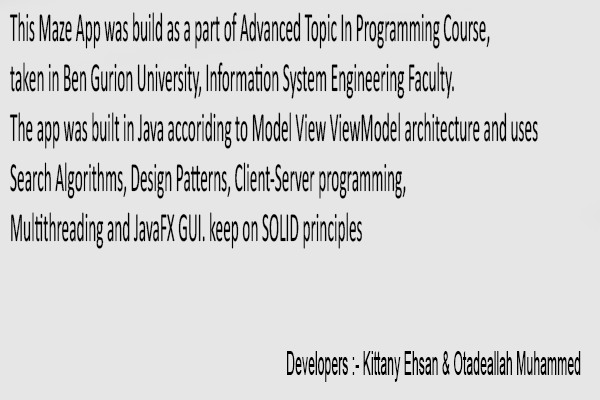 This Maze App was build as a part of Advanced Topic In Programming Course,
taken in Ben Gurion University, Information System Engineering Faculty.
The app was built in Java accoriding to Model View ViewModel architecture and uses
Search Algorithms, Design Patterns, Client-Server programming,
Multithreading and JavaFX GUI. keep on SOLID principles
Developers :- Kittany Ehsan & Otadeallah Muhammed